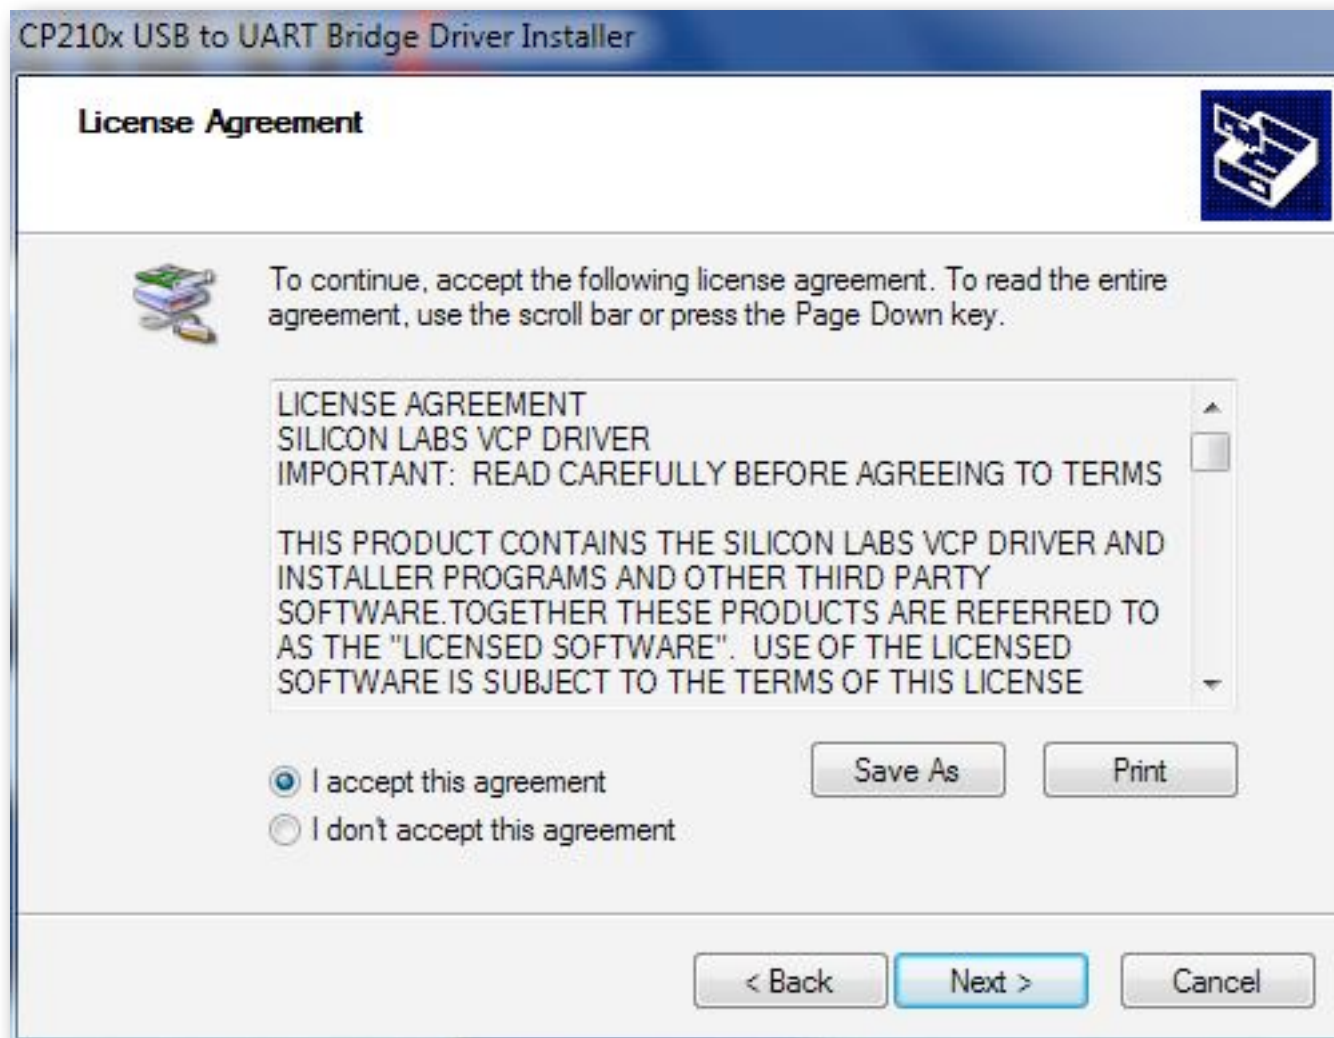 CP210x USB to UART Bridge Driver Installer
License Agreement
To continue, accept the following license agreement. To read the entire
agreement, use the scroll bar or press the Page Down key.
LICENSE AGREEMENT
SILICON LABS VCP DRIVER
IMPORTANT:  READ CAREFULLY BEFORE AGREEING TO TERMS
THIS PRODUCT CONTAINS THE SILICON LABS VCP DRIVER AND
INSTALLER PROGRAMS AND OTHER THIRD PARTY
SOFTWARE.TOGETHER THESE PRODUCTS ARE REFERRED TO
AS THE "LICENSED SOFTWARE".  USE OF THE LICENSED
SOFTWARE IS SUBJECT TO THE TERMS OF THIS LICENSE
Save As
Print
I accept this agreement
I don't accept this agreement
< Back
Next >
Cancel